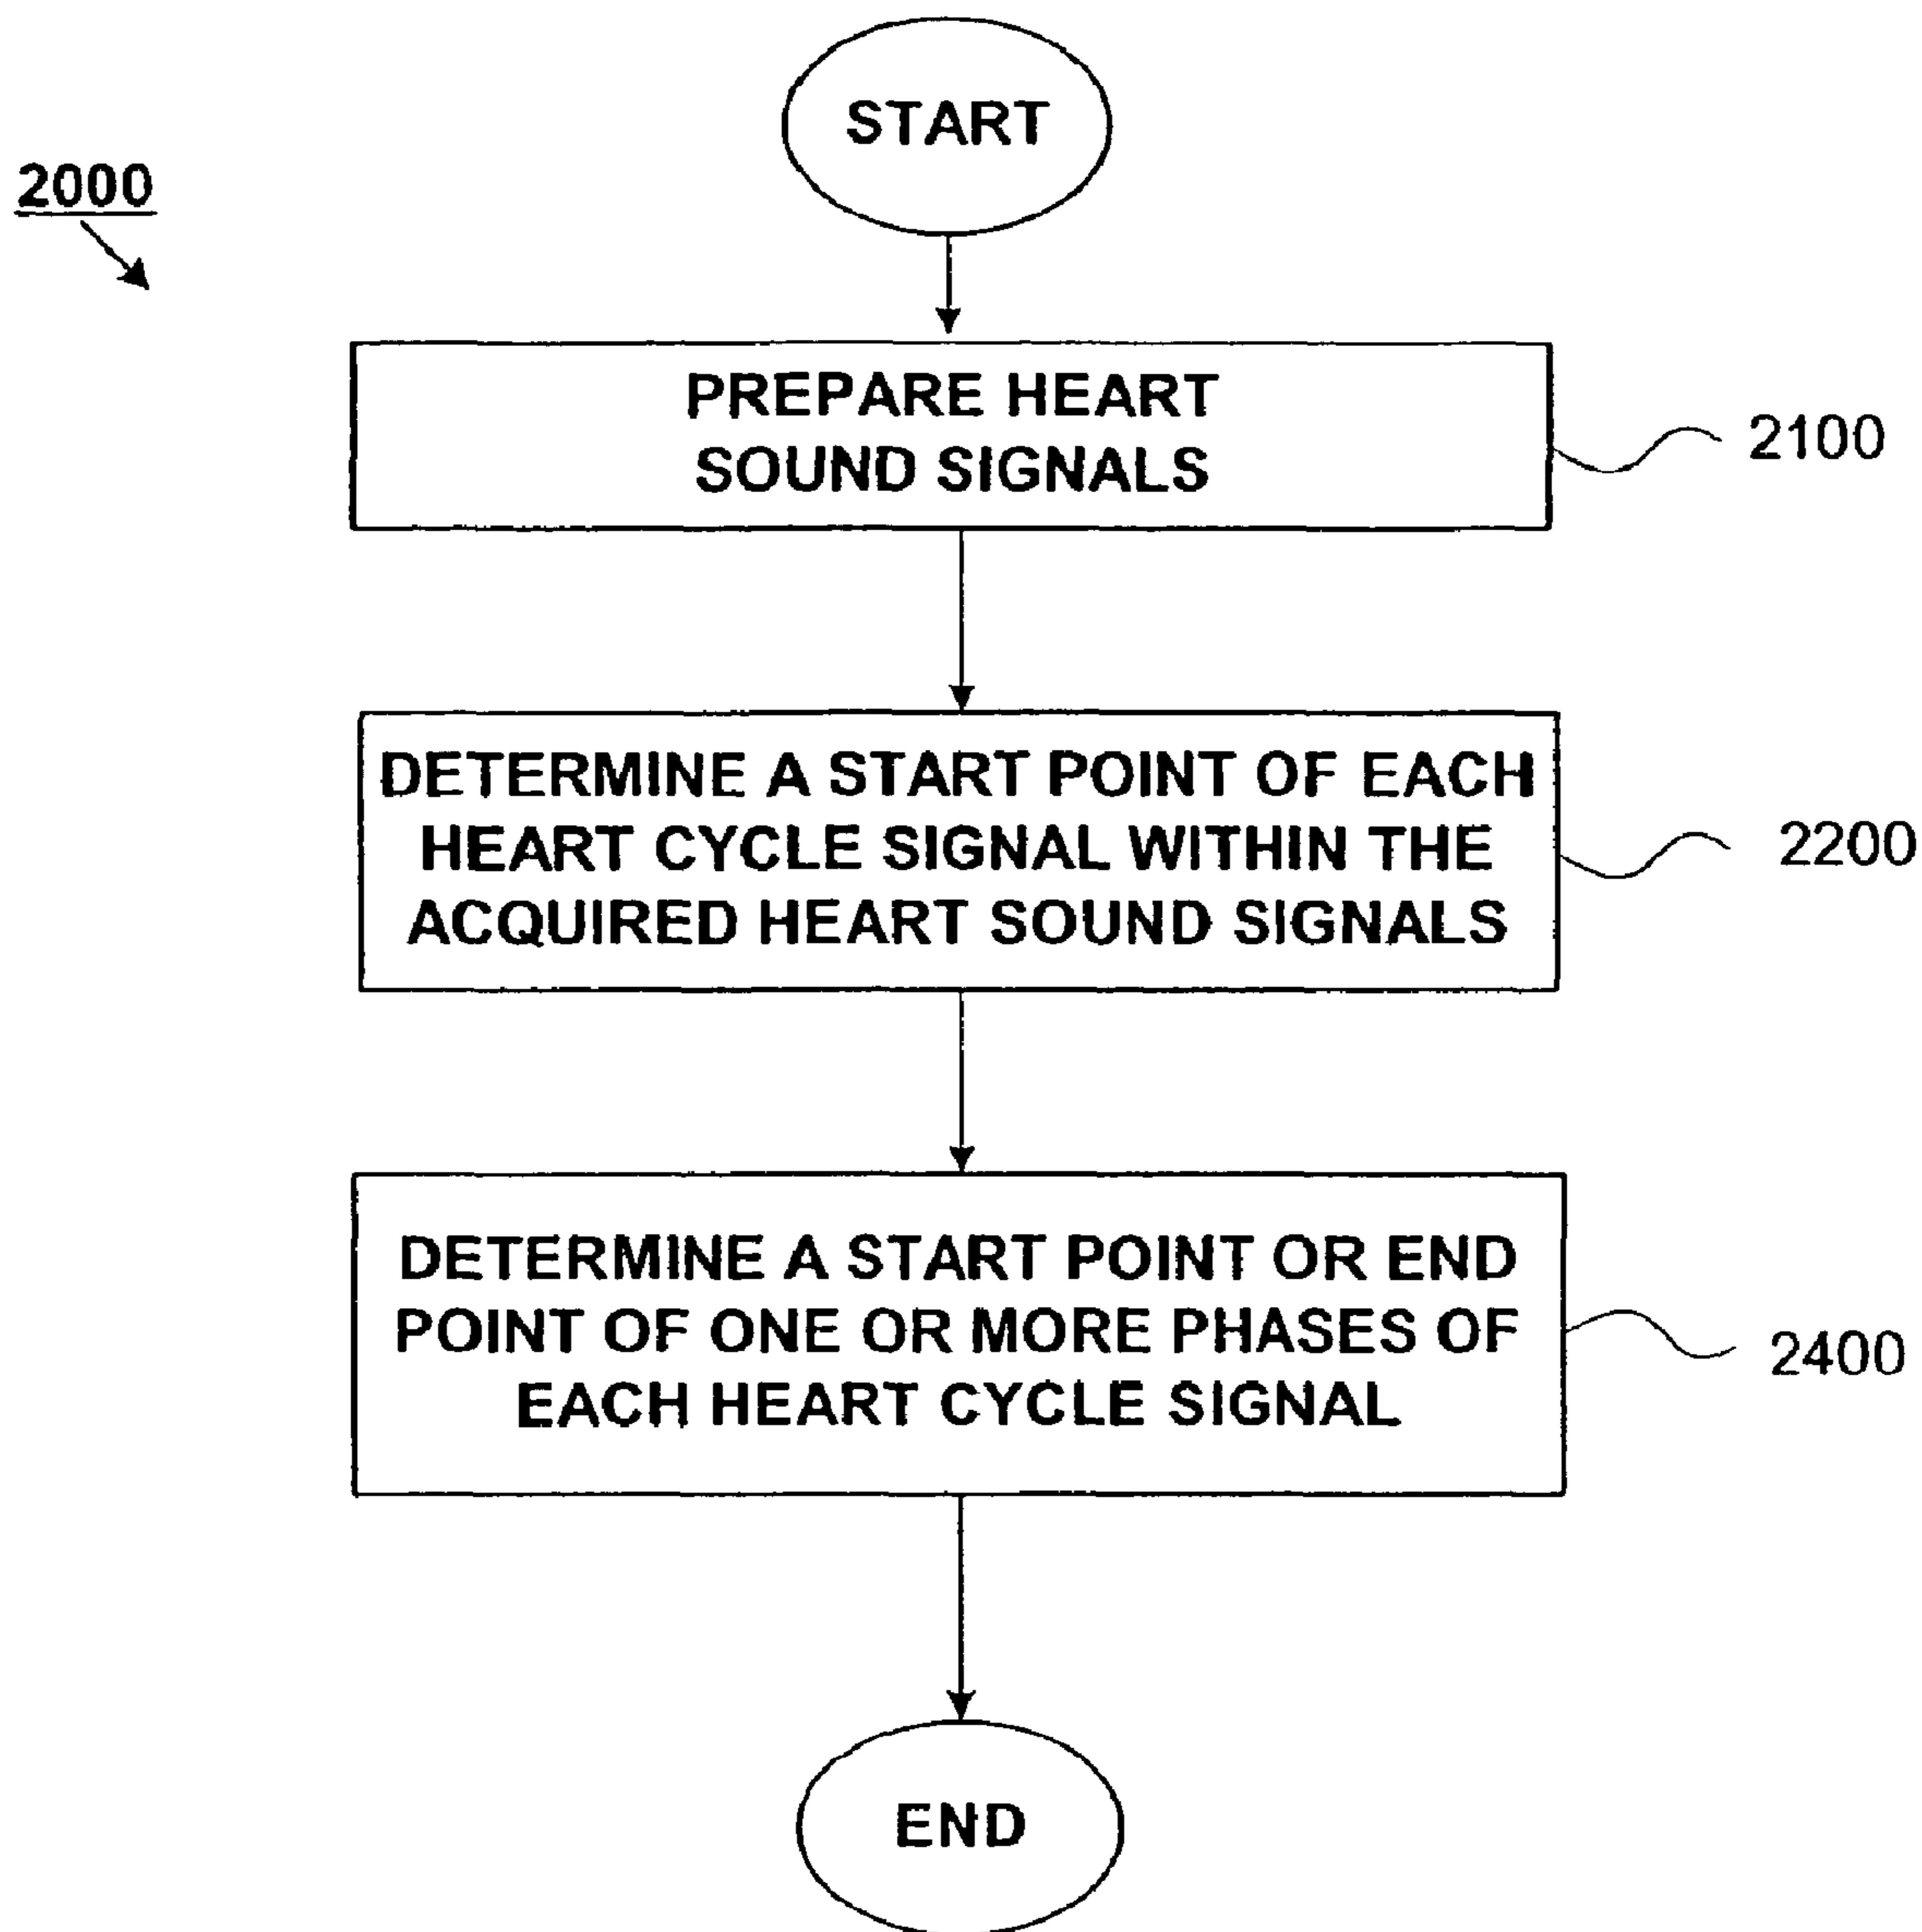 START
2000
PREPARE HEART
SOUND SIGNALS
2100
DETERMINE A START POINT OF EACH
HEART CYCLE SIGNAL WITHIN THE
ACQUIRED HEART SOUND SIGNALS
2200
DETERMINE A START POINT OR END
POINT OF ONE OR MORE PHASES OF
EACH HEART CYCLE SIGNAL
2400
END